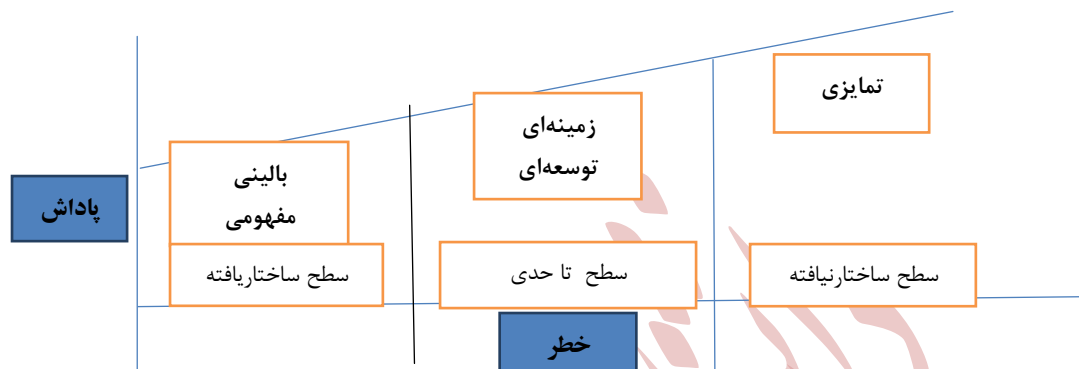 تمایزی
زمینه‌ای
توسعه‌ای
بالینی
مفهومی
پاداش
سطح ساختارنیافته
سطح تا حدی
سطح ساختاریافته
خطر